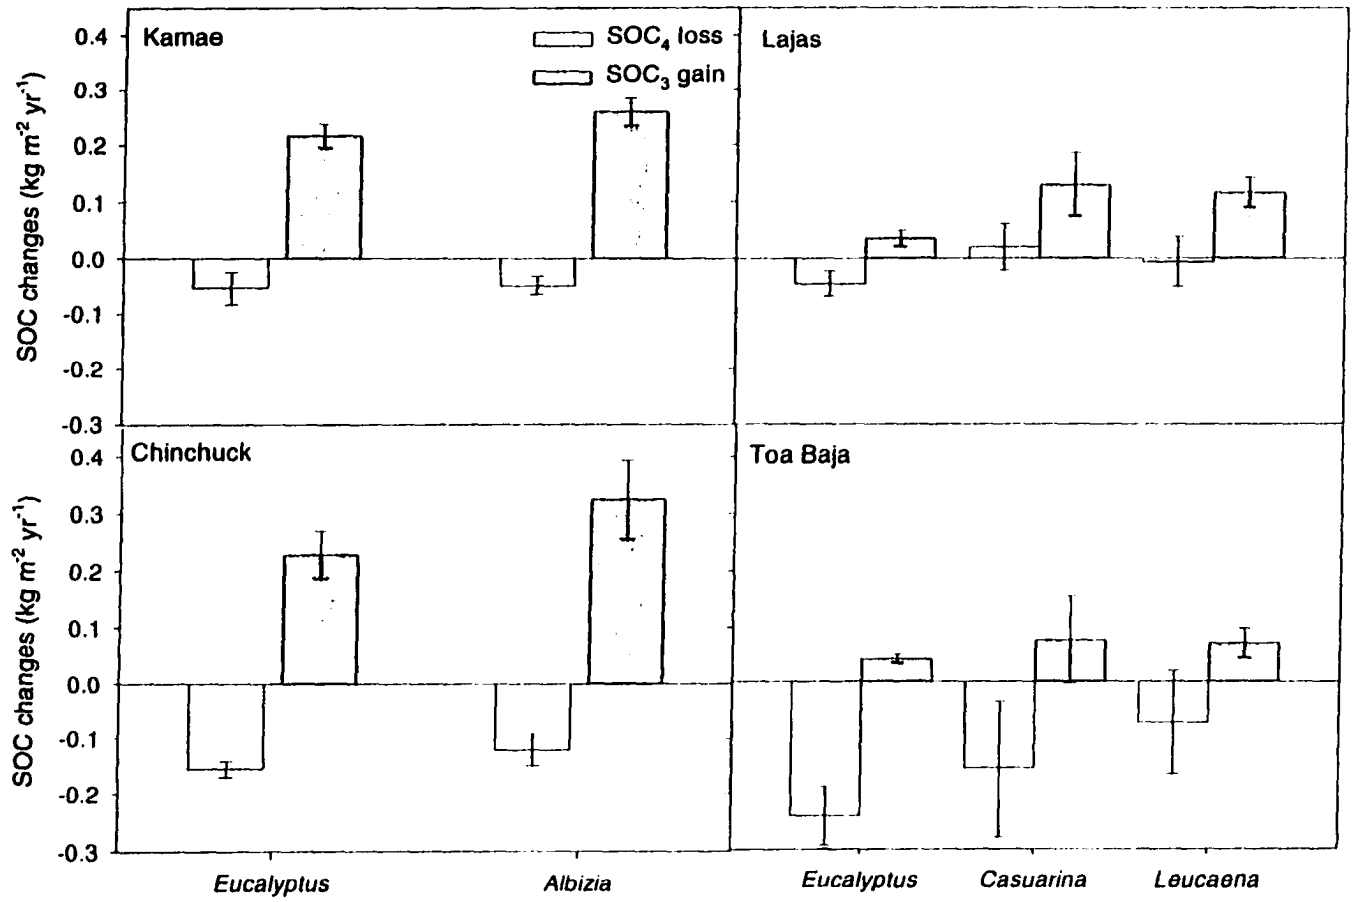 Kamae
SOC₄ loss
SOC₃ gain
Lajas
SOC changes (kg m⁻² yr⁻¹)
0.4
0.3
0.2
0.1
0.0
-0.1
-0.2
-0.3
Chinchuck
Toa Baja
SOC changes (kg m⁻² yr⁻¹)
0.4
0.3
0.2
0.1
0.0
-0.1
-0.2
-0.3
Eucalyptus Albizia Eucalyptus Casuarina Leucaena